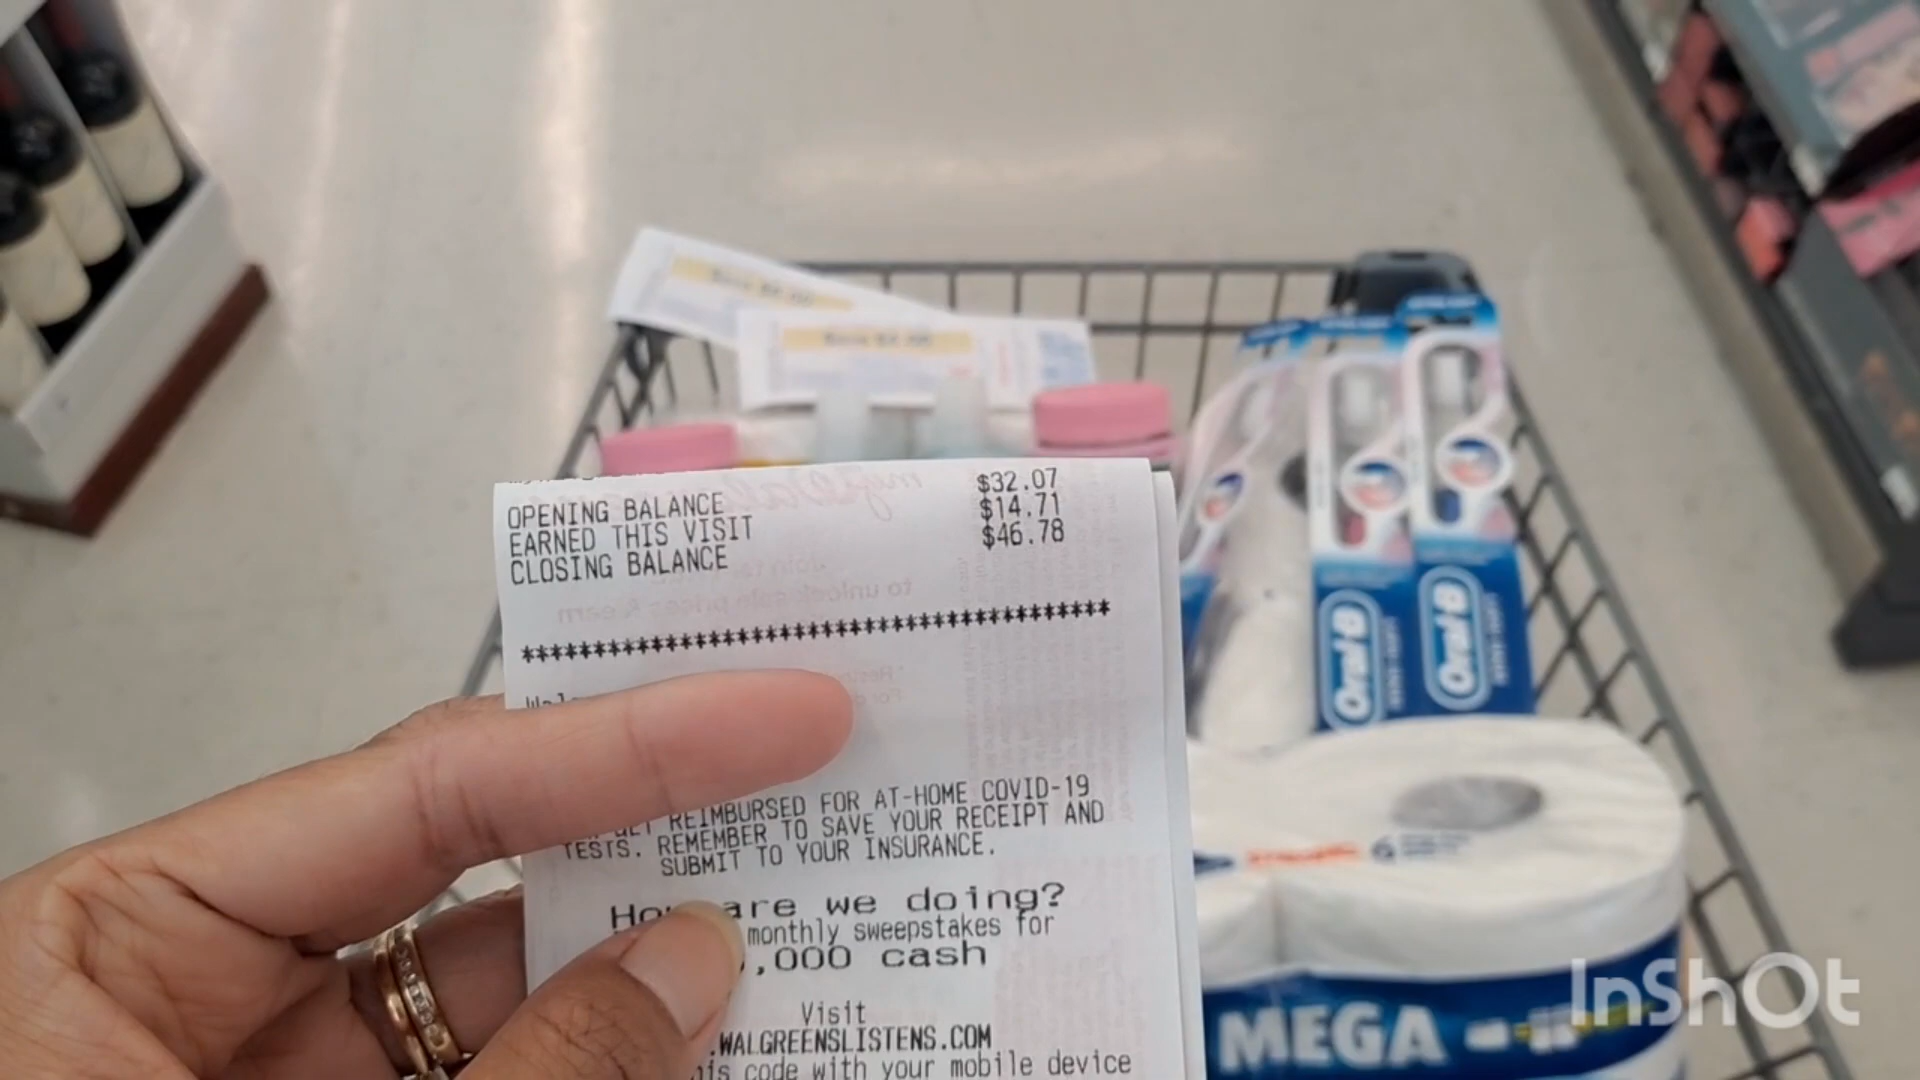 OPENING BALANCE $32.07
EARNED THIS VISIT $14.71
CLOSING BALANCE $46.78
***************************************
REIMBURSED FOR AT-HOME COVID-19
TESTS. REMEMBER TO SAVE YOUR RECEIPT AND
SUBMIT TO YOUR INSURANCE.
How are we doing?
monthly sweepstakes for
,000 cash
Visit
.WALGREENSLISTENS.COM
code with your mobile device
Oral-B
Oral-B
MEGA
InShOt